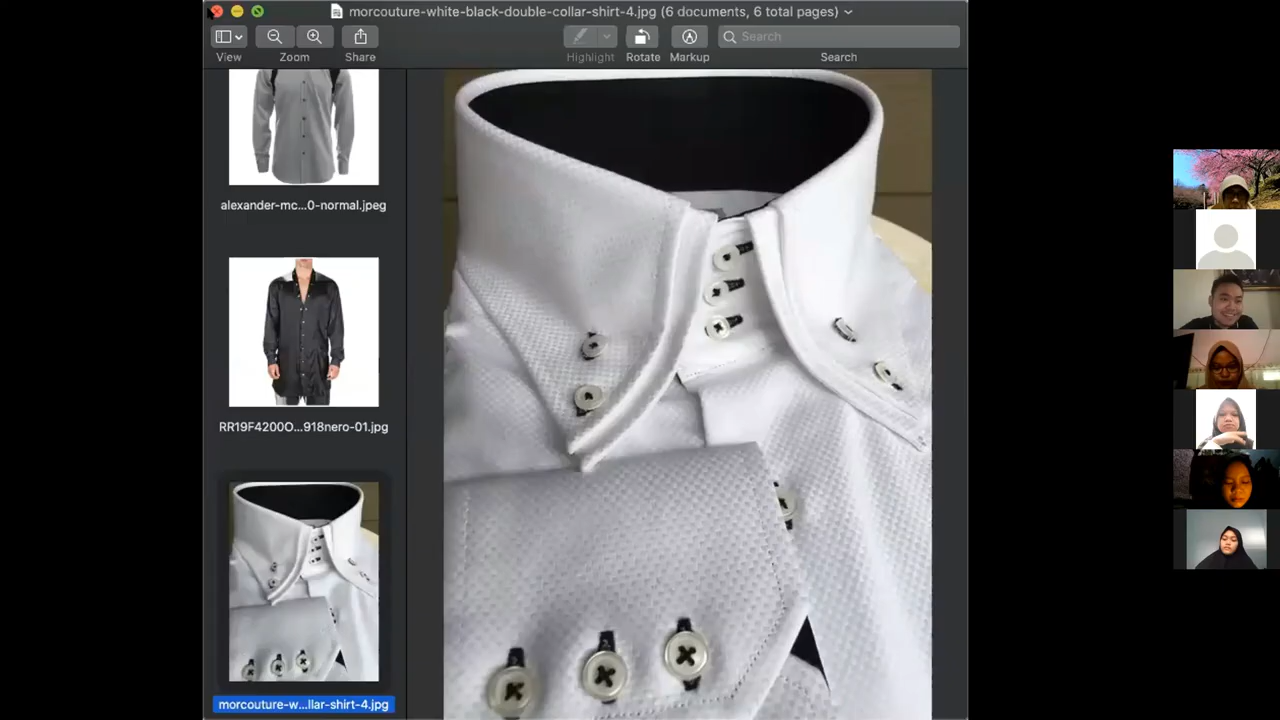 morcouture-white-black-double-collar-shirt-4.jpg (6 documents, 6 total pages)
View
Zoom
Share
Highlight
Rotate
Markup
Search
Search
alexander-mc...0-normal.jpeg
RR19F4200O...918nero-01.jpg
morcouture-w...llar-shirt-4.jpg